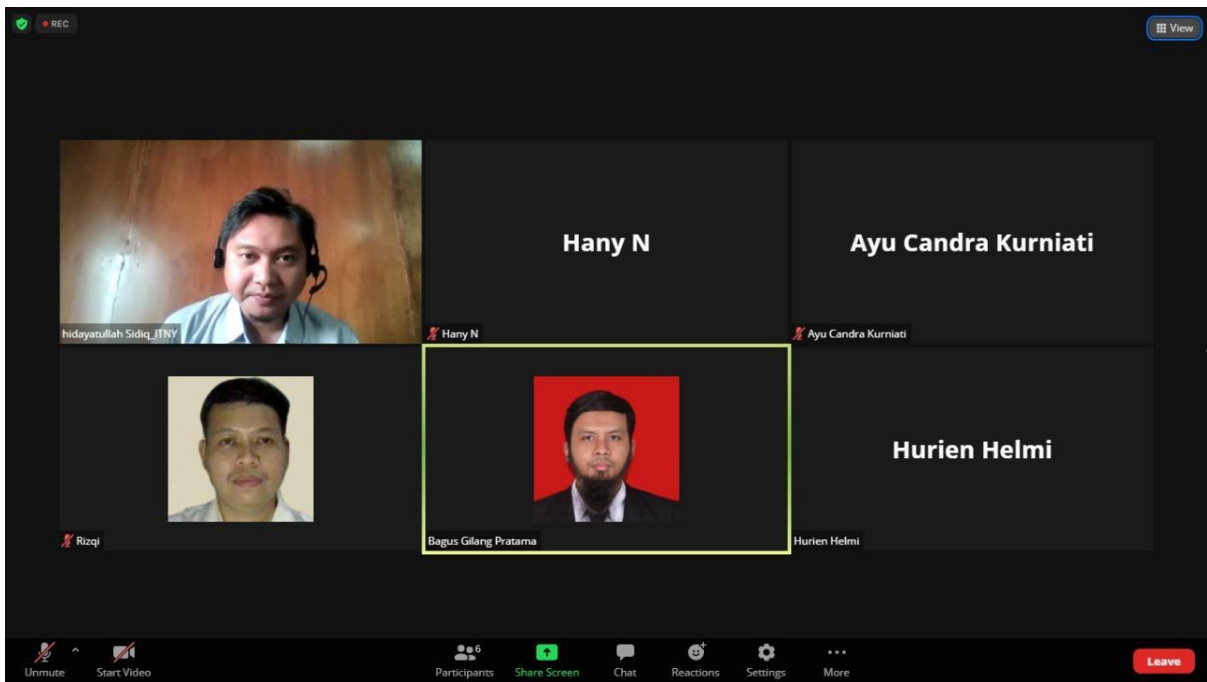 REC
View
hidayatullah Sidiq_ITNY
Hany N
Hany N
Ayu Candra Kurniati
Ayu Candra Kurniati
Rizqi
Bagus Gilang Pratama
Hurien Helmi
Hurien Helmi
Unmute
Start Video
6
Participants
Share Screen
Chat
Reactions
Settings
More
Leave